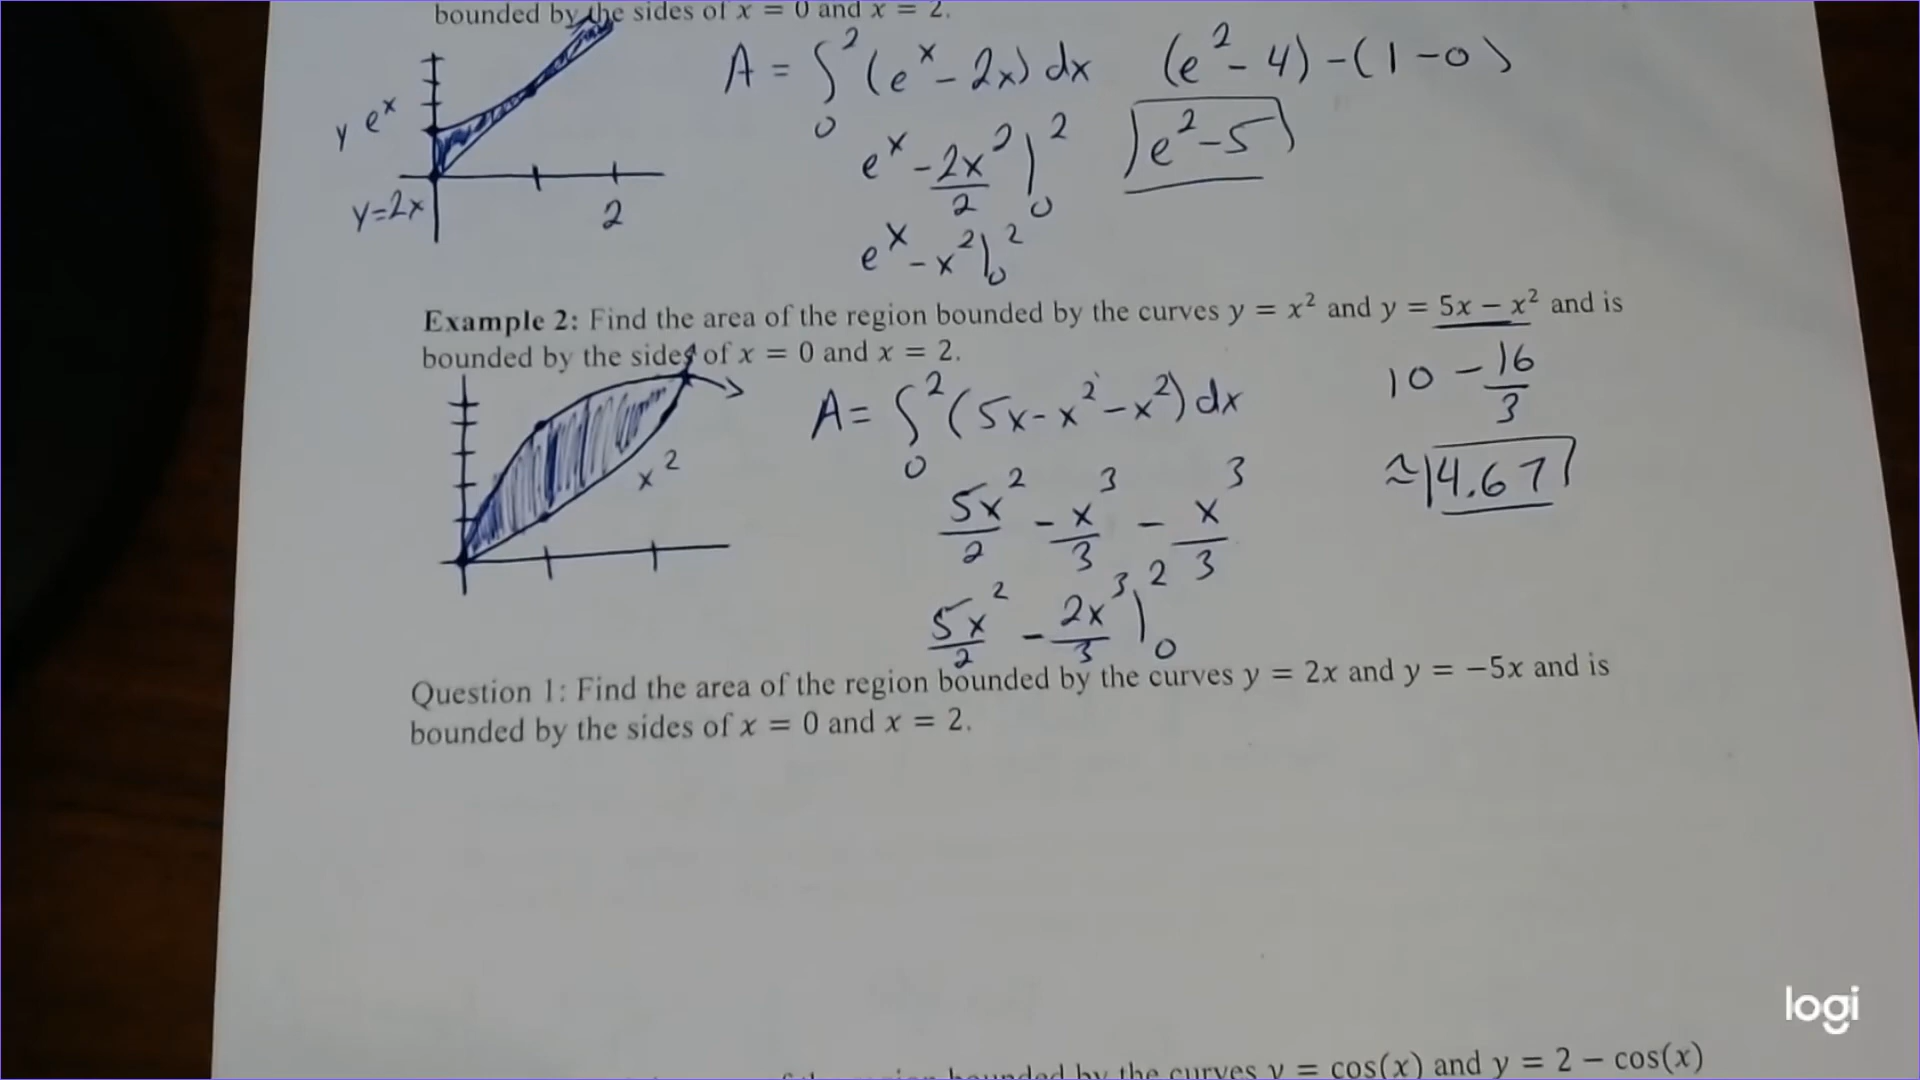 bounded by the sides of x = 0 and x = 2.
A = ∫₀² (eˣ - 2x) dx (e² - 4) - (1 - 0)
y eˣ
eˣ - 2x²/2 |₀² e² - 5
y=2x
2
eˣ - x² |₀²
Example 2: Find the area of the region bounded by the curves y = x² and y = 5x − x² and is
bounded by the sides of x = 0 and x = 2.
A = ∫₀² (5x - x² - x²) dx
10 - 16/3
x²
5x²/2 - x³/3 - x³/3
≈ 4.67
5x²/2 - 2x³/3 |₀²
Question 1: Find the area of the region bounded by the curves y = 2x and y = −5x and is
bounded by the sides of x = 0 and x = 2.
logi
bounded by the curves y = cos(x) and y = 2 − cos(x)